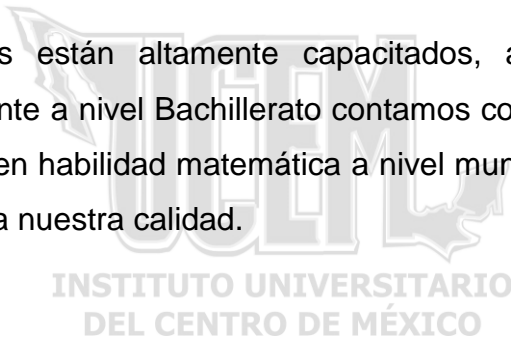 s están altamente capacitados, a
nte a nivel Bachillerato contamos co
en habilidad matemática a nivel mun
a nuestra calidad.
UCEM
INSTITUTO UNIVERSITARIO
DEL CENTRO DE MÉXICO